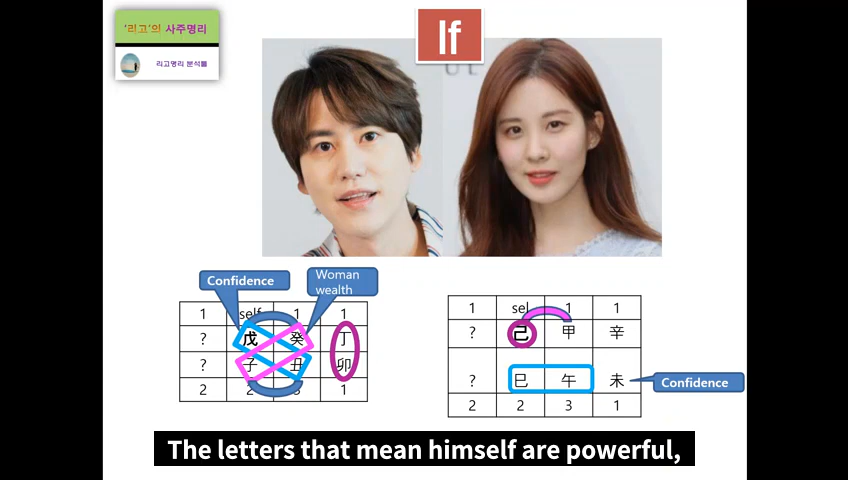 If
'리고'의 사주명리
리고명리 분석틀
Confidence
Woman
wealth
1 self 1 1
? 戊 癸 丁
? 子 丑 卯
2 2 3 1
1 sel 1 1
? 己 甲 辛
? 巳 午 未
2 2 3 1
Confidence
The letters that mean himself are powerful,